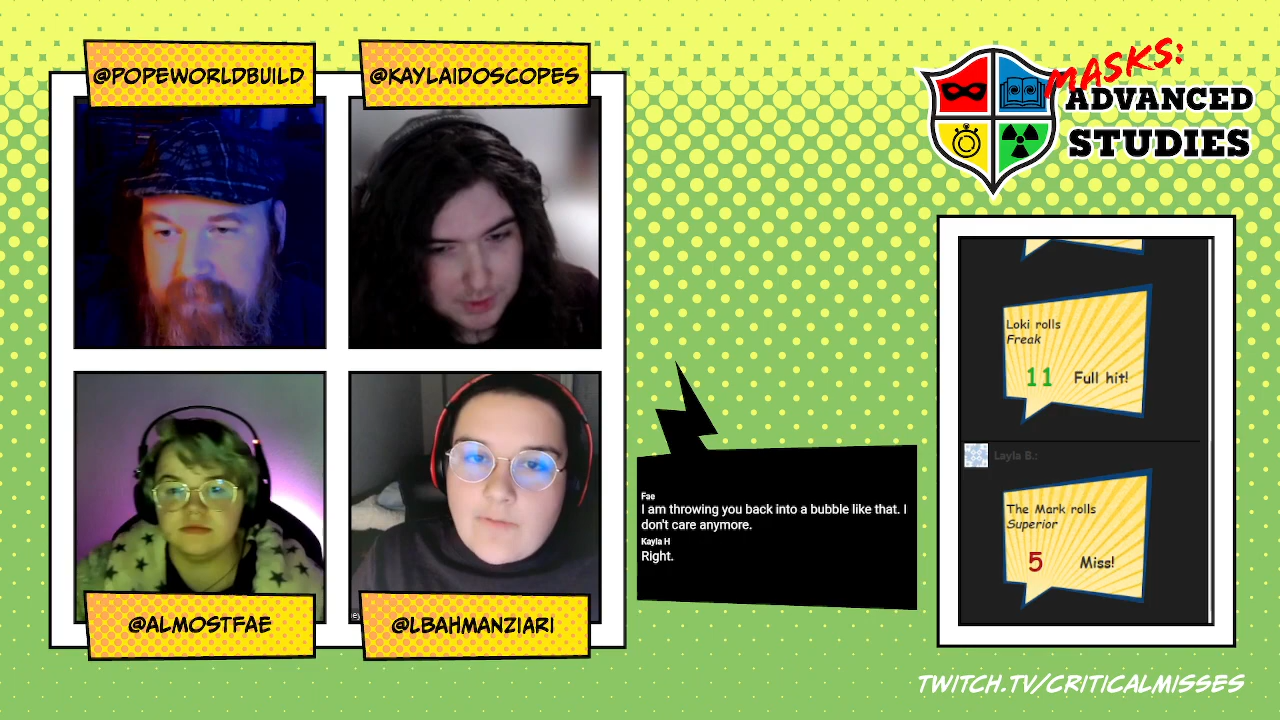 @POPEWORLDBUILD
@KAYLAIDOSCOPES
@ALMOSTFAE
@LBAHMANZIARI
Fae
I am throwing you back into a bubble like that. I
don't care anymore.
Kayla H
Right.
MASKS:
ADVANCED
STUDIES
Loki rolls
Freak
11 Full hit!
Layla B.:
The Mark rolls
Superior
5 Miss!
TWITCH.TV/CRITICALMISSES